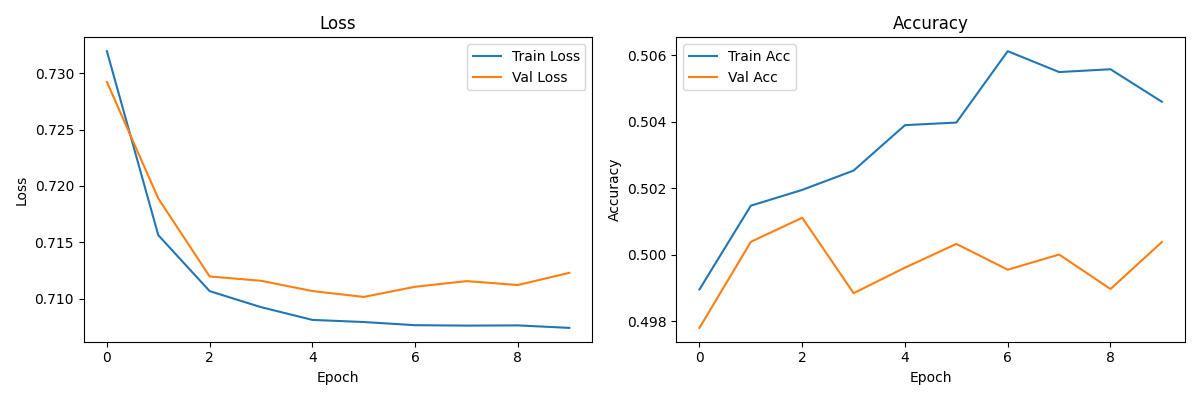 Loss
Train Loss
Val Loss
0.730
0.725
0.720
0.715
0.710
Loss
0 2 4 6 8
Epoch
Accuracy
Train Acc
Val Acc
0.506
0.504
0.502
0.500
0.498
Accuracy
0 2 4 6 8
Epoch